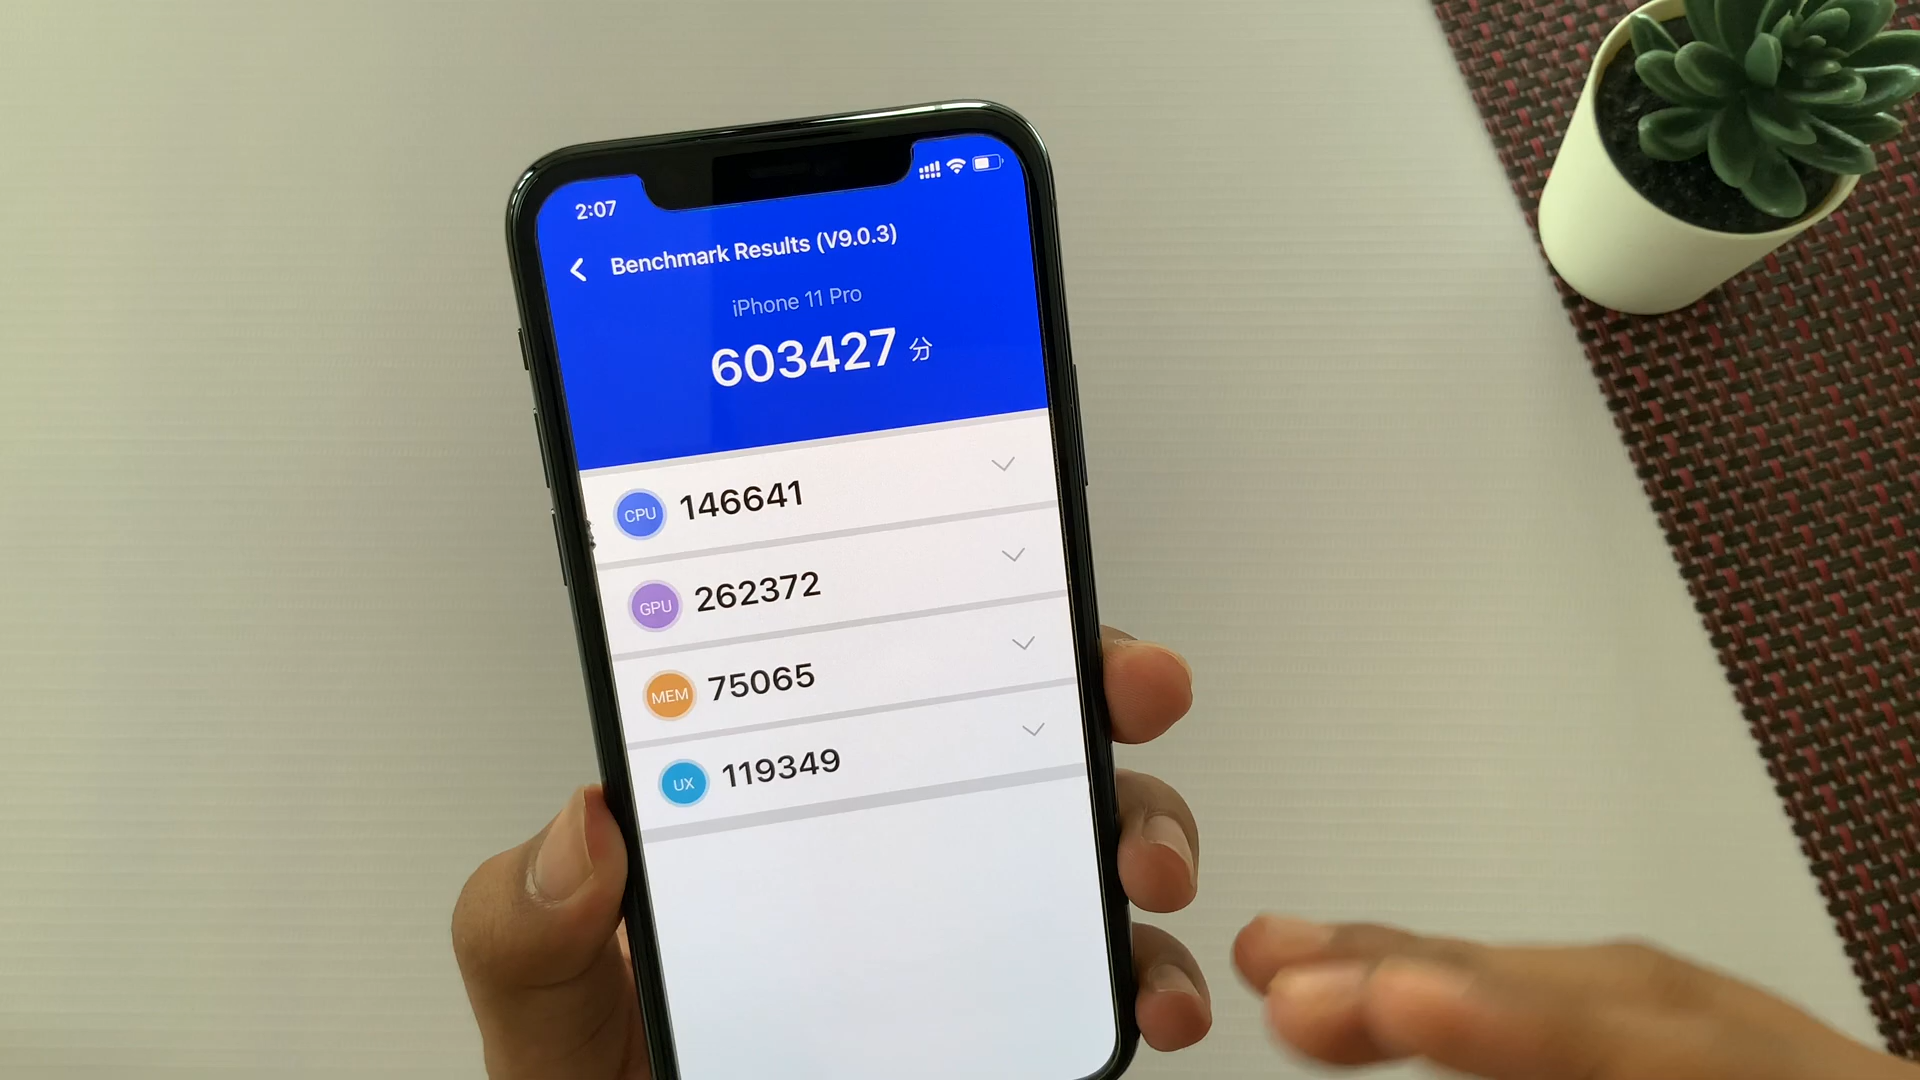 2:07
Benchmark Results (V9.0.3)
iPhone 11 Pro
603427 分
CPU 146641
GPU 262372
MEM 75065
UX 119349